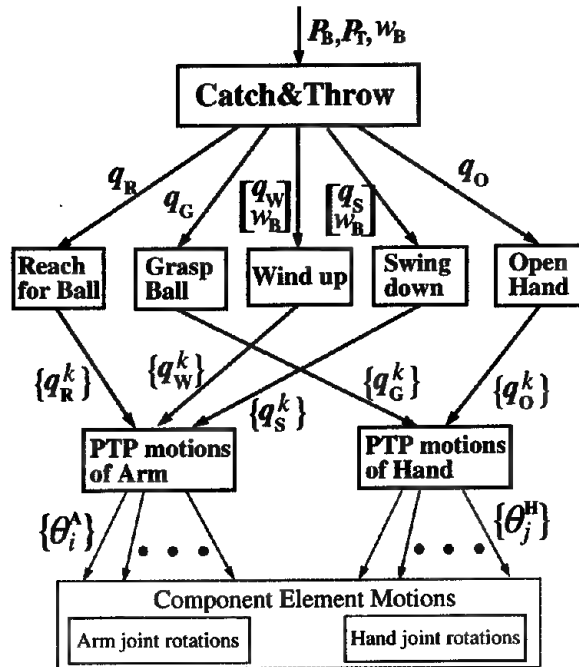 P_B, P_T, w_B
Catch&Throw
q_R
q_G
[q_W
w_B]
[q_S
w_B]
q_O
Reach
for Ball
Grasp
Ball
Wind up
Swing
down
Open
Hand
{q_R^k}
{q_W^k}
{q_S^k}
{q_G^k}
{q_O^k}
PTP motions
of Arm
PTP motions
of Hand
{θ_i^A}
• • •
• • •
{θ_j^H}
Component Element Motions
Arm joint rotations
Hand joint rotations